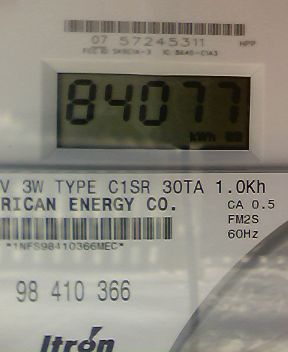 07 57245311 HPP
84077
kWh
V 3W TYPE C1SR 30TA 1.0Kh
RICAN ENERGY CO. CA 0.5
FM2S
*1NFS98410366MEC* 60Hz
98 410 366
Itron